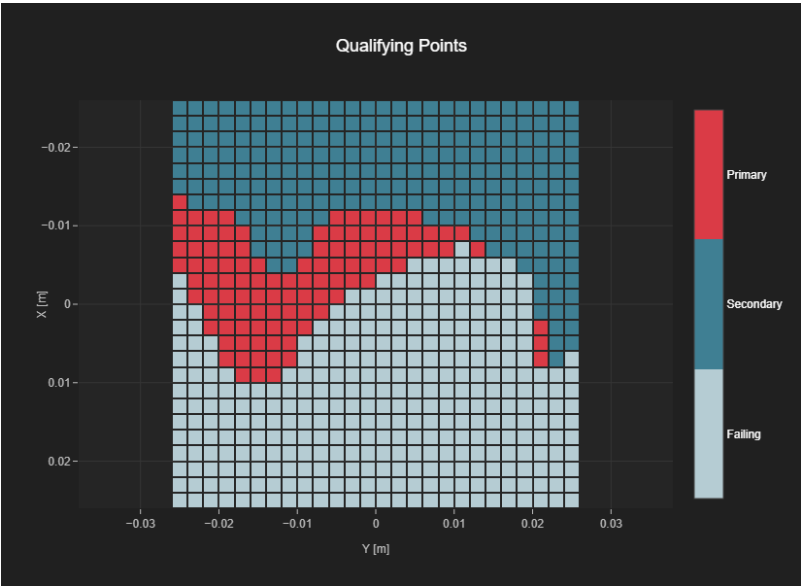 Qualifying Points
−0.02
−0.01
0
0.01
0.02
X [m]
−0.03
−0.02
−0.01
0
0.01
0.02
0.03
Y [m]
Primary
Secondary
Failing